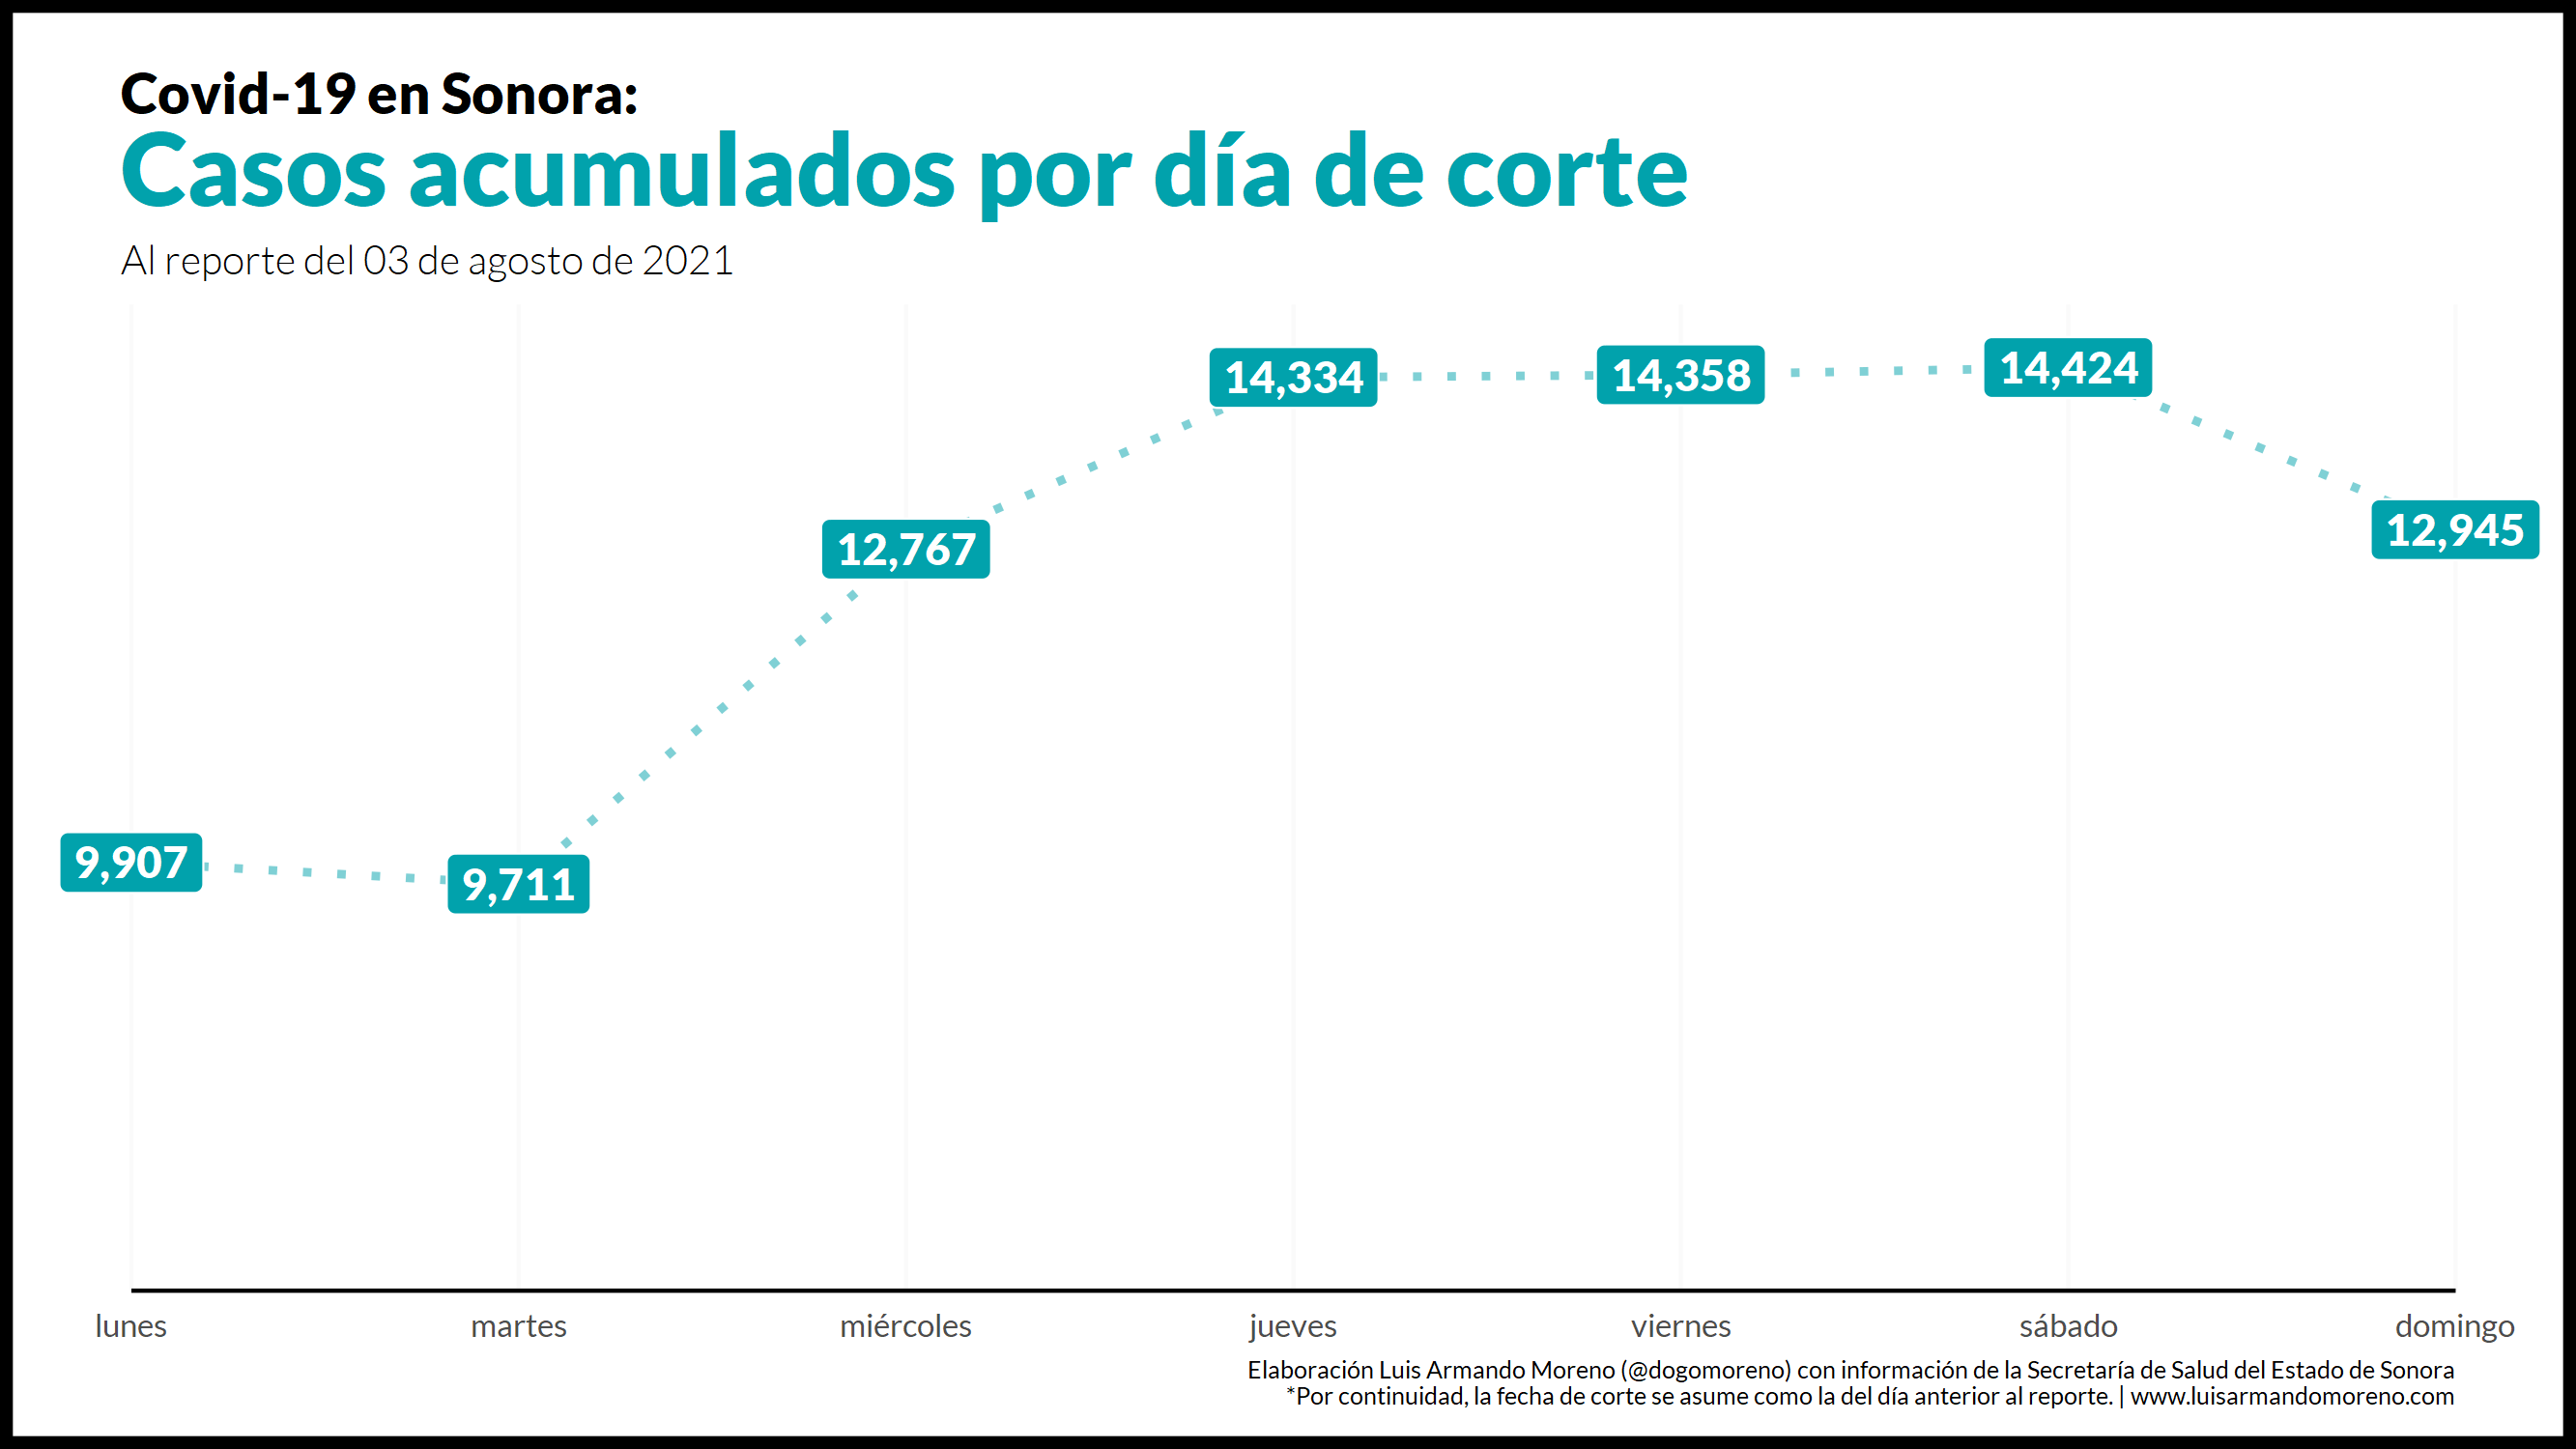 Covid-19 en Sonora:
Casos acumulados por día de corte
Al reporte del 03 de agosto de 2021
14,334
14,358
14,424
12,767
12,945
9,907
9,711
lunes
martes
miércoles
jueves
viernes
sábado
domingo
Elaboración Luis Armando Moreno (@dogomoreno) con información de la Secretaría de Salud del Estado de Sonora
*Por continuidad, la fecha de corte se asume como la del día anterior al reporte. | www.luisarmandomoreno.com